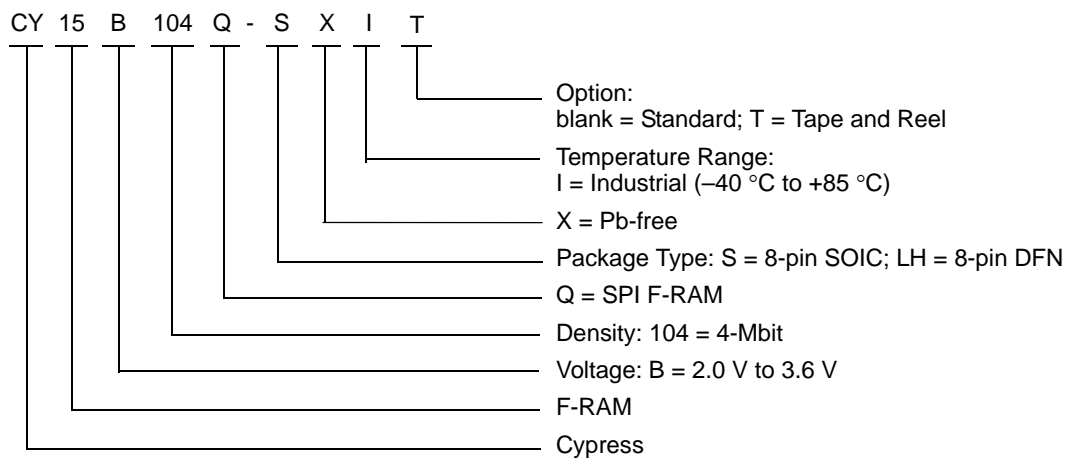 CY 15 B 104 Q - S X I T
Option:
blank = Standard; T = Tape and Reel
Temperature Range:
I = Industrial (–40 °C to +85 °C)
X = Pb-free
Package Type: S = 8-pin SOIC; LH = 8-pin DFN
Q = SPI F-RAM
Density: 104 = 4-Mbit
Voltage: B = 2.0 V to 3.6 V
F-RAM
Cypress